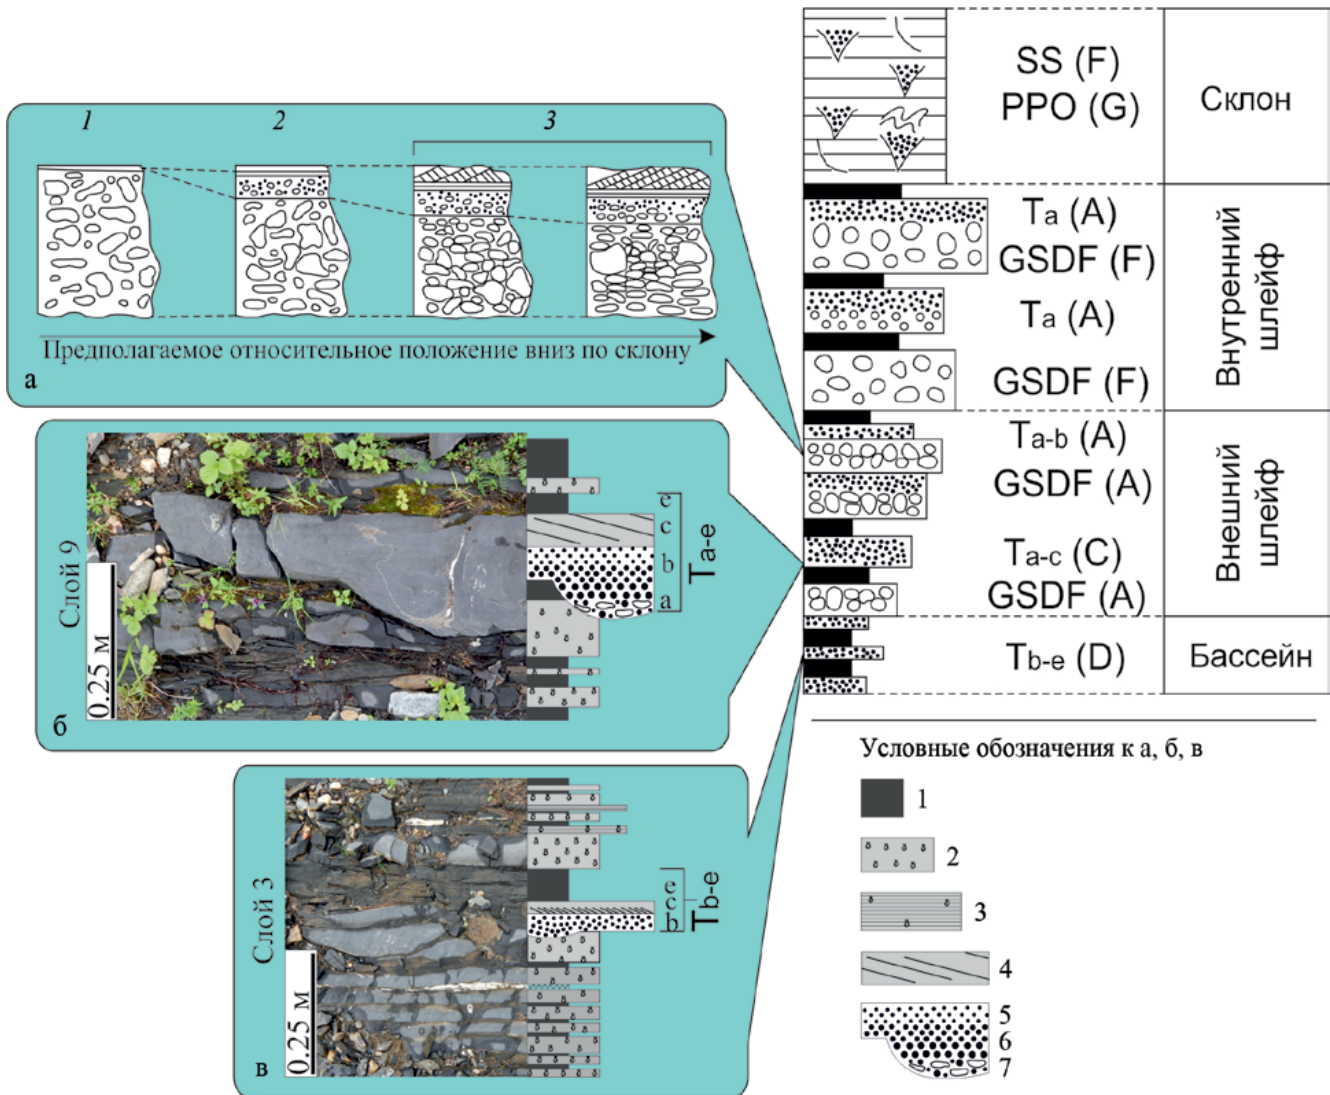 1
2
3
Предполагаемое относительное положение вниз по склону
а
Слой 9
0.25 м
e
c
b
a
Ta-e
б
Слой 3
0.25 м
e
c
b
Tb-e
в
SS (F)
PPO (G)
Склон
Ta (A)
GSDF (F)
Ta (A)
GSDF (F)
Внутренний
шлейф
Ta-b (A)
GSDF (A)
Ta-c (C)
GSDF (A)
Внешний
шлейф
Tb-e (D)
Бассейн
Условные обозначения к а, б, в
1
2
3
4
5
6
7